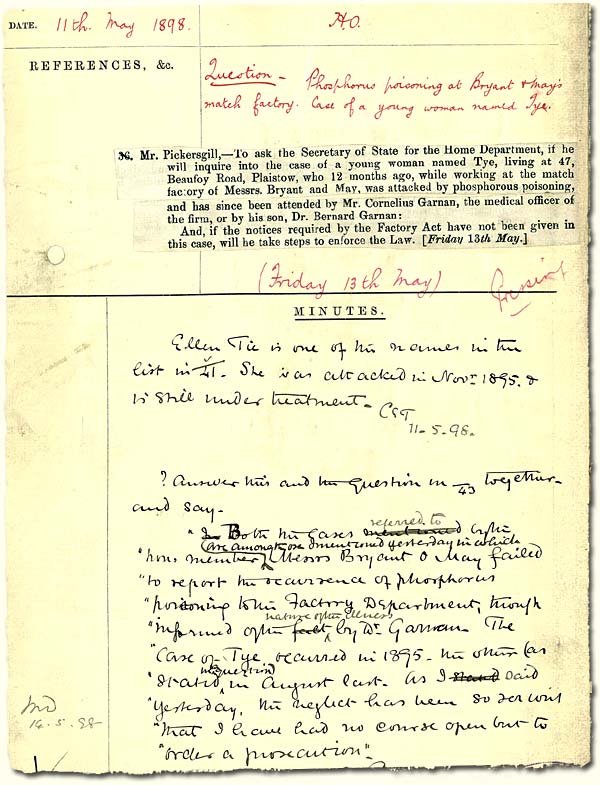 DATE. 11th. May 1898. H.O.
REFERENCES, &c.
Question – Phosphorus poisoning at Bryant & May's
match factory. Case of a young woman named Tye.
36. Mr. Pickersgill,—To ask the Secretary of State for the Home Department, if he
will inquire into the case of a young woman named Tye, living at 47,
Beaufoy Road, Plaistow, who 12 months ago, while working at the match
factory of Messrs. Bryant and May, was attacked by phosphorous poisoning,
and has since been attended by Mr. Cornelius Garnan, the medical officer of
the firm, or by his son, Dr. Bernard Garnan:
And, if the notices required by the Factory Act have not been given in
this case, will he take steps to enforce the Law. [Friday 13th May.]
(Friday 13th May)
Pressing
MINUTES.
Ellen Tie is one of the names in the
list in /41. She was attacked in Novr 1895 &
is still under treatment.
CET
11-5-98.
? Answer this and the question in /43 together
and say.
"In Both the cases mentioned referred to by the
are among those I mentioned yesterday in which
"hon: member, Messrs Bryant & May failed
"to report the occurrence of phosphorus
"poisoning to the Factory Department, though
"informed of the fact nature of the illness by Dr. Garman. The
"case of Tye occurred in 1895. the other (as
"stated in question in August last. As I stated said
"yesterday, the neglect has been so serious
"that I have had no course open but to
"order a prosecution".
14.5.98